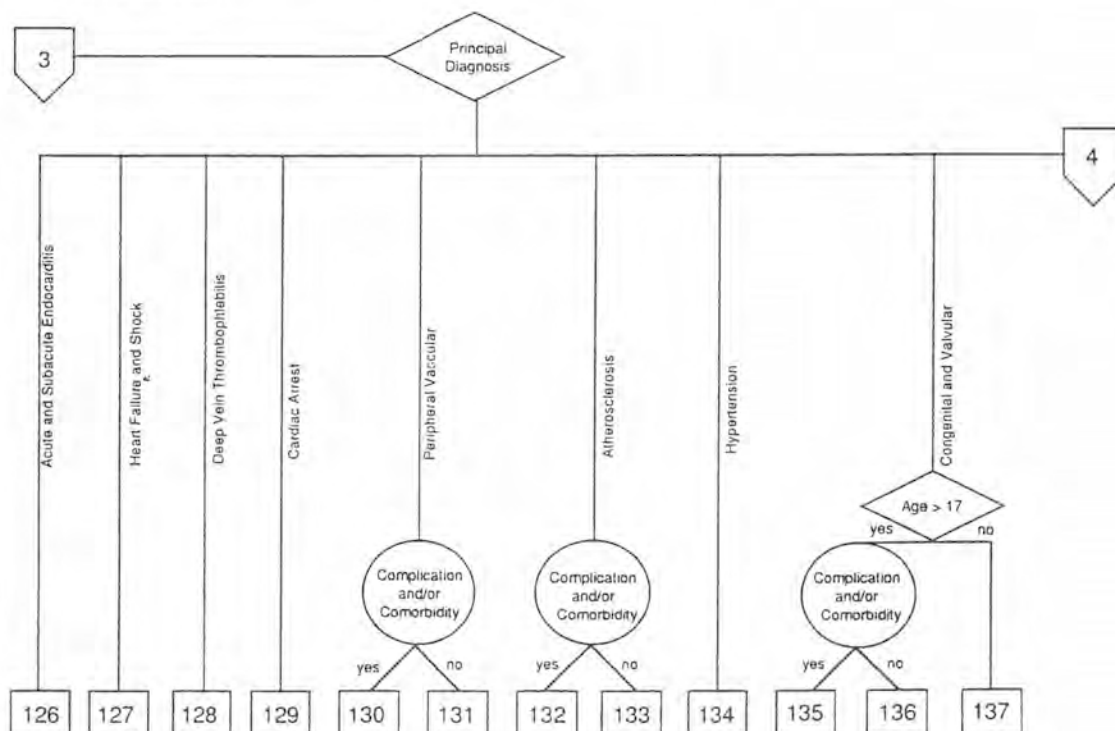 3
Principal
Diagnosis
4
Acute and Subacute Endocarditis
Heart Failure and Shock
Deep Vein Thrombophlebitis
Cardiac Arrest
Peripheral Vascular
Atherosclerosis
Hypertension
Congenital and Valvular
Age > 17
yes
no
Complication
and/or
Comorbidity
Complication
and/or
Comorbidity
Complication
and/or
Comorbidity
yes
no
yes
no
yes
no
126
127
128
129
130
131
132
133
134
135
136
137